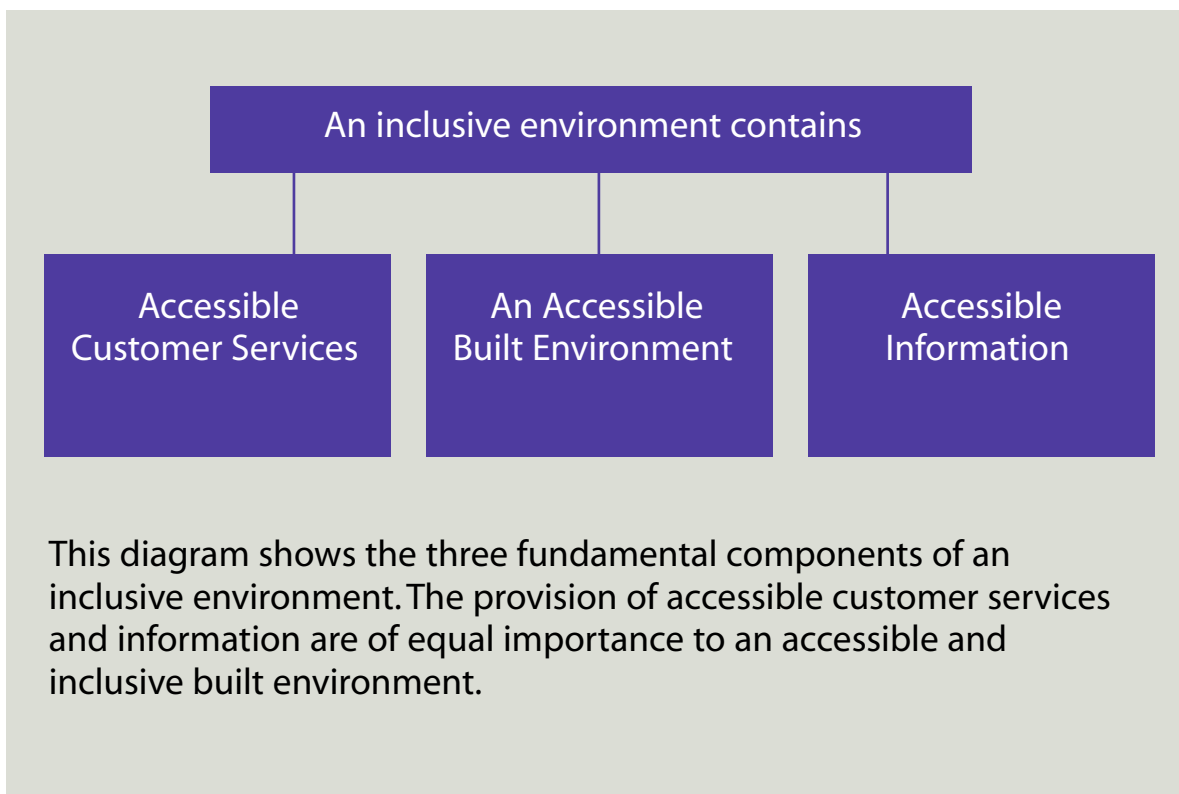 An inclusive environment contains
Accessible
Customer Services
An Accessible
Built Environment
Accessible
Information
This diagram shows the three fundamental components of an
inclusive environment. The provision of accessible customer services
and information are of equal importance to an accessible and
inclusive built environment.